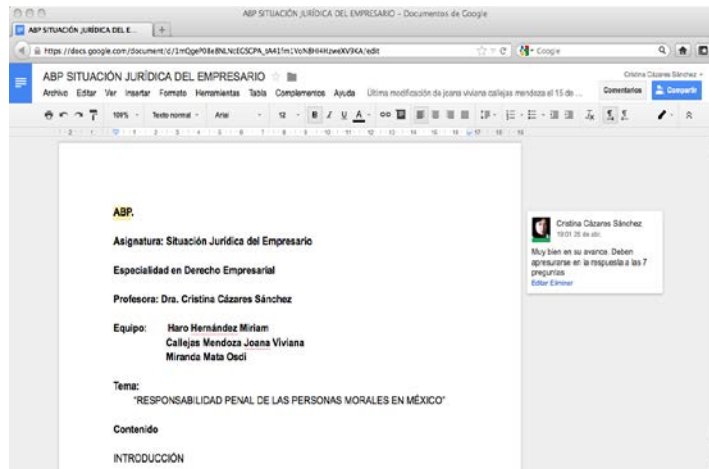 ABP SITUACIÓN JURÍDICA DEL EMPRESARIO – Documentos de Google
ABP SITUACIÓN JURÍDICA DEL E...
Google
ABP SITUACIÓN JURÍDICA DEL EMPRESARIO
Cristina Cázares Sánchez
Archivo Editar Ver Insertar Formato Herramientas Tabla Complementos Ayuda Última modificación de joana viviana callejas mendoza el 15 de ...
Comentarios Compartir
100% Texto normal Arial 12 B I U A
ABP.
Asignatura: Situación Jurídica del Empresario
Especialidad en Derecho Empresarial
Profesora: Dra. Cristina Cázares Sánchez
Equipo: Haro Hernández Miriam
Callejas Mendoza Joana Viviana
Miranda Mata Osdi
Tema:
"RESPONSABILIDAD PENAL DE LAS PERSONAS MORALES EN MÉXICO"
Contenido
INTRODUCCIÓN
Cristina Cázares Sánchez
Muy bien en su avance. Deben
apresurarse en la respuesta a las 7
preguntas
Editar Eliminar